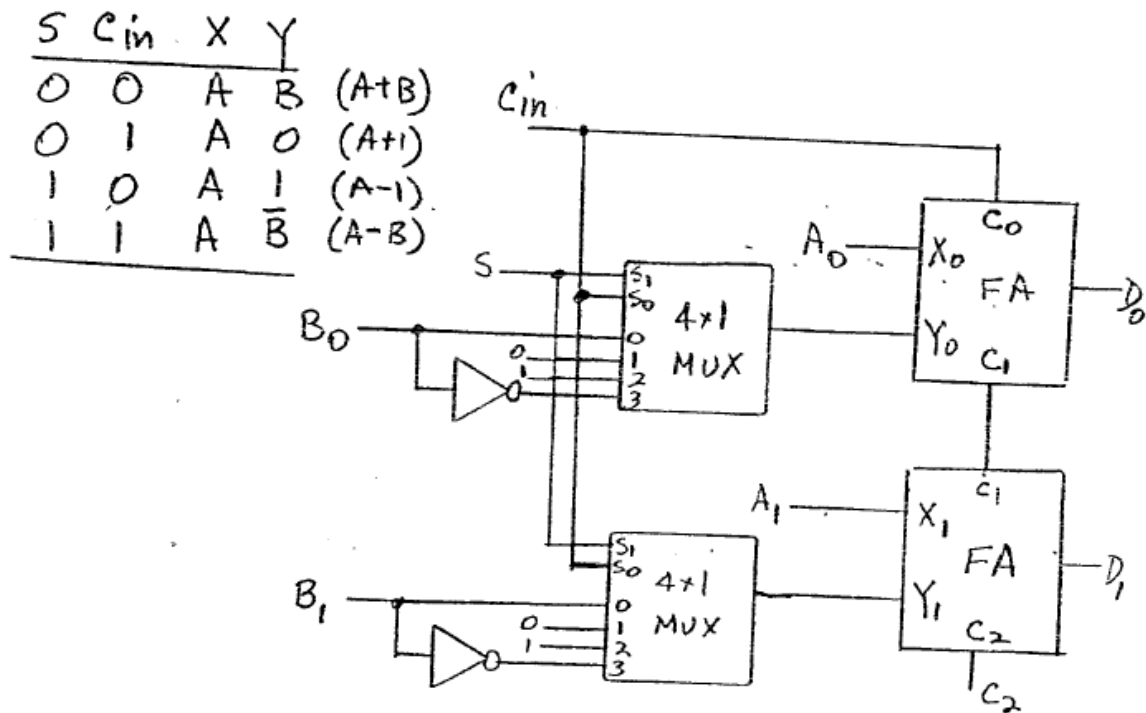 S Cin X Y
0 0 A B (A+B)
0 1 A 0 (A+1)
1 0 A 1 (A-1)
1 1 A B̅ (A-B)
Cin
C0
A0
X0
FA
D0
Y0
C1
S
S1
S0
4×1
MUX
B0
0
0 1
1 2
3
C1
A1
X1
FA
D1
Y1
C2
C2
S1
S0
4×1
MUX
B1
0
0 1
1 2
3